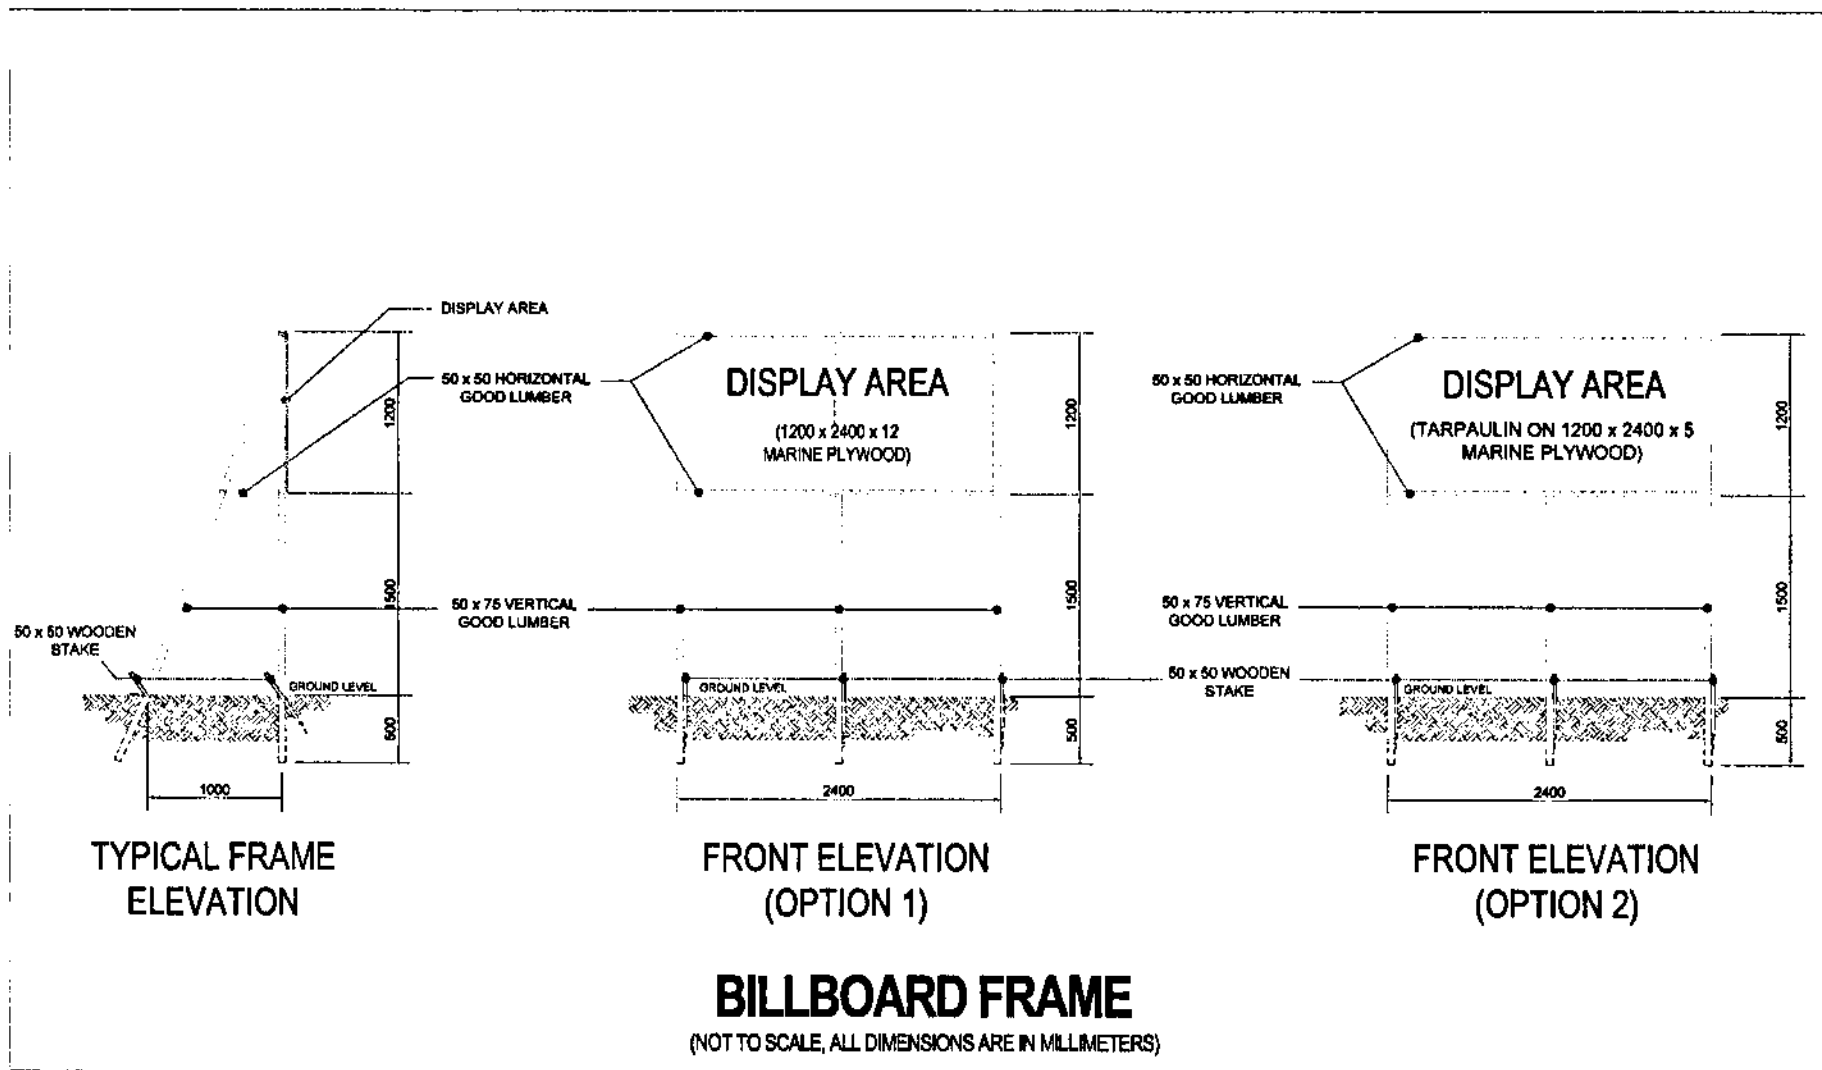 DISPLAY AREA
50 x 50 HORIZONTAL
GOOD LUMBER
1200
1500
50 x 75 VERTICAL
GOOD LUMBER
50 x 50 WOODEN
STAKE
GROUND LEVEL
500
1000
TYPICAL FRAME
ELEVATION
DISPLAY AREA
(1200 x 2400 x 12
MARINE PLYWOOD)
1200
1500
GROUND LEVEL
500
2400
FRONT ELEVATION
(OPTION 1)
50 x 50 HORIZONTAL
GOOD LUMBER
DISPLAY AREA
(TARPAULIN ON 1200 x 2400 x 5
MARINE PLYWOOD)
1200
50 x 75 VERTICAL
GOOD LUMBER
1500
50 x 50 WOODEN
STAKE
GROUND LEVEL
500
2400
FRONT ELEVATION
(OPTION 2)
BILLBOARD FRAME
(NOT TO SCALE, ALL DIMENSIONS ARE IN MILLIMETERS)